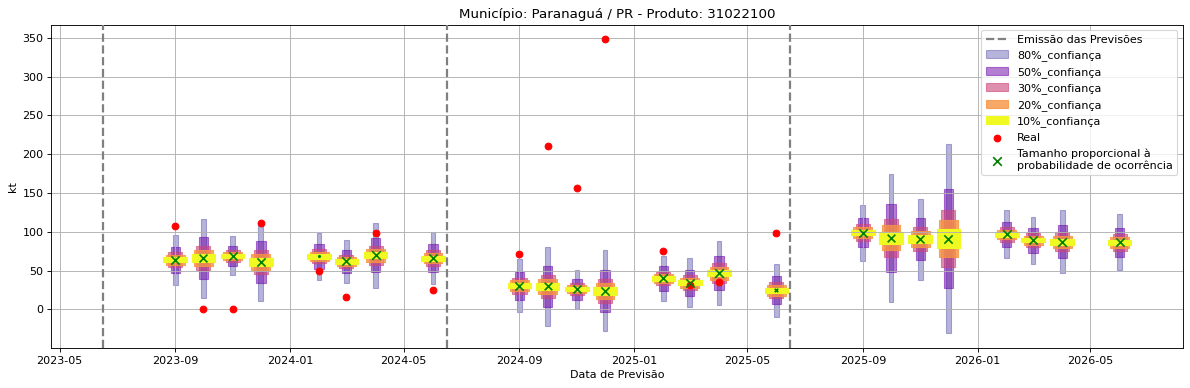 Município: Paranaguá / PR - Produto: 31022100
350
300
250
200
150
100
50
0
kt
2023-05
2023-09
2024-01
2024-05
2024-09
2025-01
2025-05
2025-09
2026-01
2026-05
Data de Previsão
Emissão das Previsões
80%_confiança
50%_confiança
30%_confiança
20%_confiança
10%_confiança
Real
Tamanho proporcional à
probabilidade de ocorrência